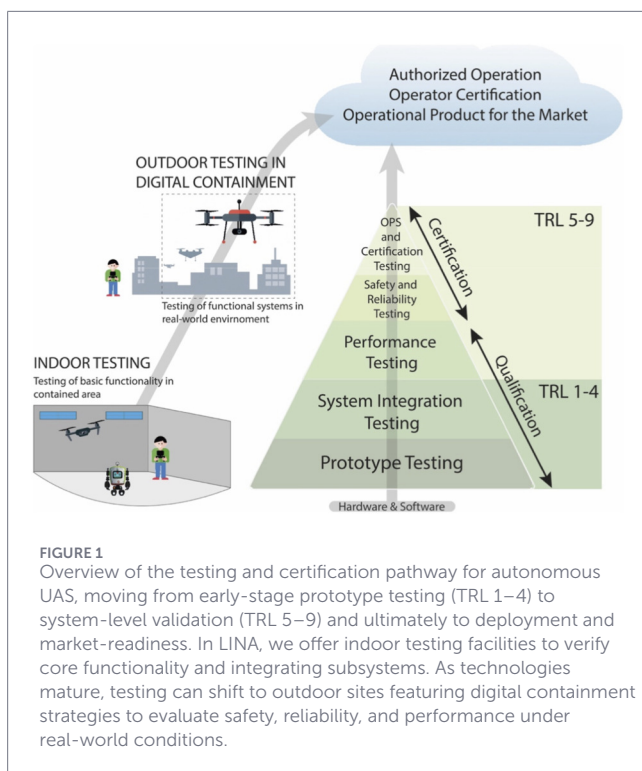 Authorized Operation
Operator Certification
Operational Product for the Market
OUTDOOR TESTING IN
DIGITAL CONTAINMENT
Testing of functional systems in
real-world envirnoment
INDOOR TESTING
Testing of basic functionality in
contained area
OPS
and
Certification
Testing
Safety and
Reliability
Testing
Performance
Testing
System Integration
Testing
Prototype Testing
Hardware & Software
TRL 5-9
Certification
Qualification
TRL 1-4
FIGURE 1
Overview of the testing and certification pathway for autonomous
UAS, moving from early-stage prototype testing (TRL 1–4) to
system-level validation (TRL 5–9) and ultimately to deployment and
market-readiness. In LINA, we offer indoor testing facilities to verify
core functionality and integrating subsystems. As technologies
mature, testing can shift to outdoor sites featuring digital containment
strategies to evaluate safety, reliability, and performance under
real-world conditions.